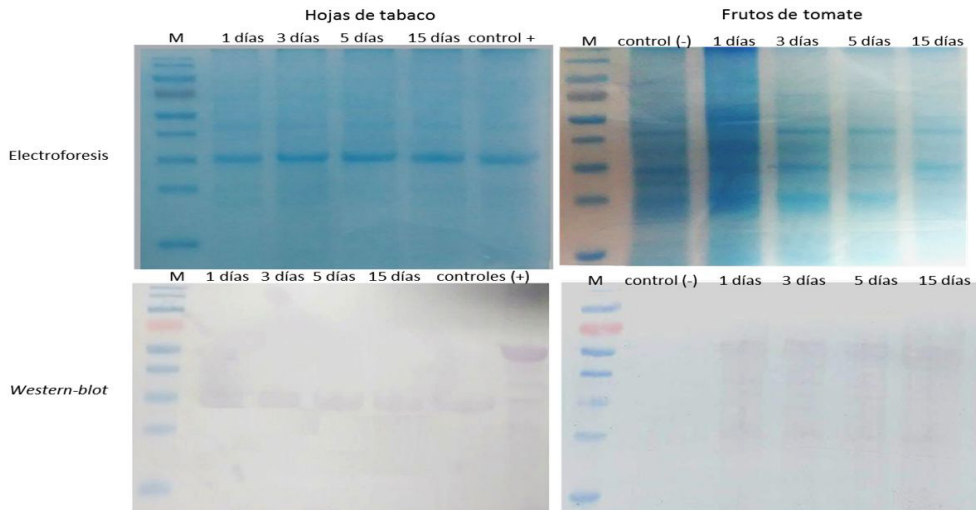 Hojas de tabaco
Frutos de tomate
M 1 días 3 días 5 días 15 días control +
M control (-) 1 días 3 días 5 días 15 días
Electroforesis
M 1 días 3 días 5 días 15 días controles (+)
M control (-) 1 días 3 días 5 días 15 días
Western-blot